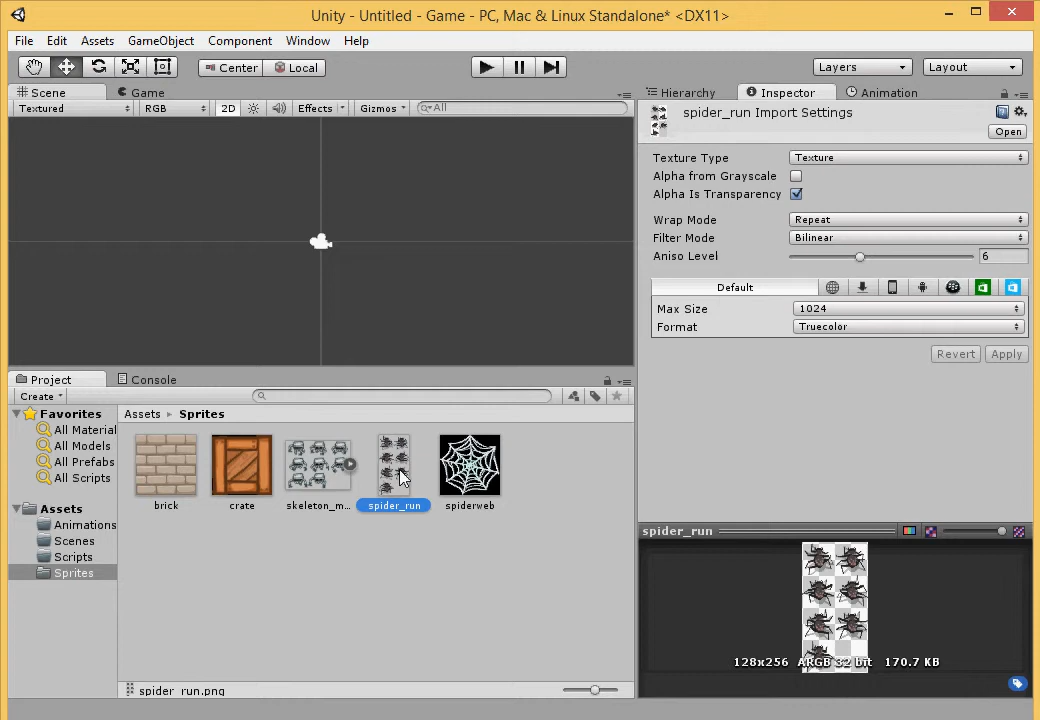 Unity - Untitled - Game - PC, Mac & Linux Standalone* <DX11>
File Edit Assets GameObject Component Window Help
Center Local Layers Layout
Scene Game Hierarchy Inspector Animation
Textured RGB 2D Effects Gizmos All
spider_run Import Settings
Open
Texture Type Texture
Alpha from Grayscale
Alpha Is Transparency
Wrap Mode Repeat
Filter Mode Bilinear
Aniso Level 6
Default
Max Size 1024
Format Truecolor
Revert Apply
Project Console
Create
Favorites
All Material
All Models
All Prefabs
All Scripts
Assets
Animations
Scenes
Scripts
Sprites
Assets Sprites
brick crate skeleton_m... spider_run spiderweb
spider_run.png
spider_run
128x256 ARGB 32 bit 170.7 KB